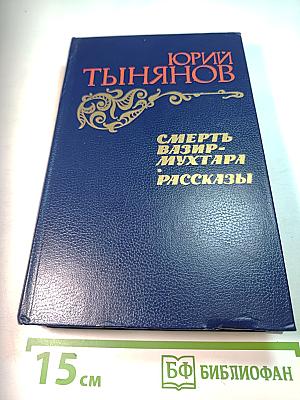 ЮРИЙ
ТЫНЯНОВ
СМЕРТЬ
ВАЗИР-
МУХТАРА
·
РАССКАЗЫ
15 см
БФ БИБЛИОФАН